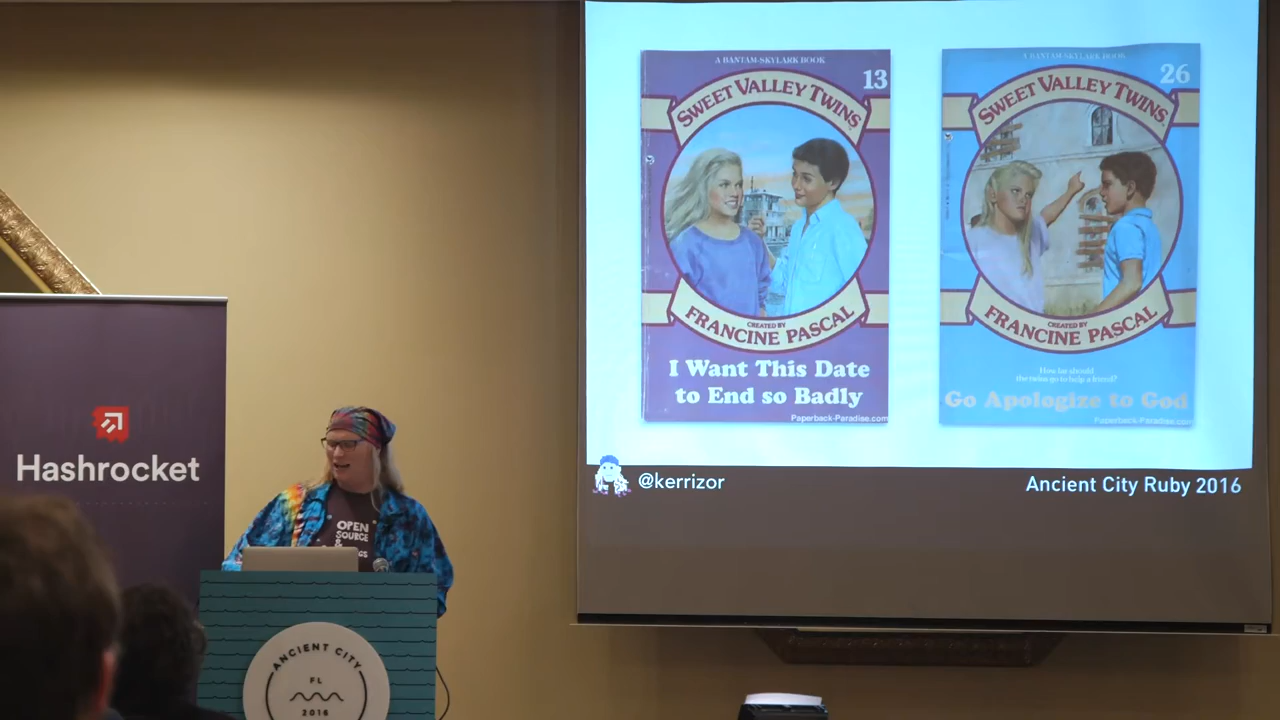 A BANTAM-SKYLARK BOOK
13
SWEET VALLEY TWINS
CREATED BY
FRANCINE PASCAL
I Want This Date
to End so Badly
Paperback-Paradise.com
A BANTAM-SKYLARK BOOK
26
SWEET VALLEY TWINS
CREATED BY
FRANCINE PASCAL
How far should
the twins go to help a friend?
Go Apologize to God
Paperback-Paradise.com
@kerrizor
Ancient City Ruby 2016
Hashrocket
OPEN
SOURCE
&
ANCIENT CITY
FL
2016